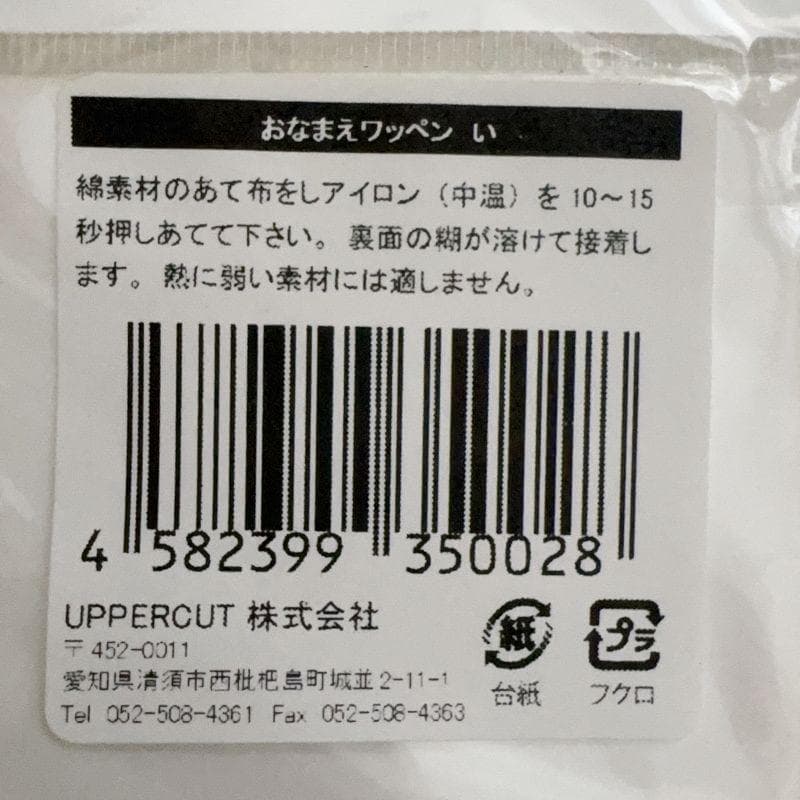 おなまえワッペン い
綿素材のあて布をしアイロン（中温）を10～15
秒押しあてて下さい。裏面の糊が溶けて接着し
ます。熱に弱い素材には適しません。
4 582399 350028
UPPERCUT 株式会社
〒452-0011
愛知県清須市西枇杷島町城並2-11-1
Tel 052-508-4361 Fax 052-508-4363
紙
台紙
プラ
フクロ